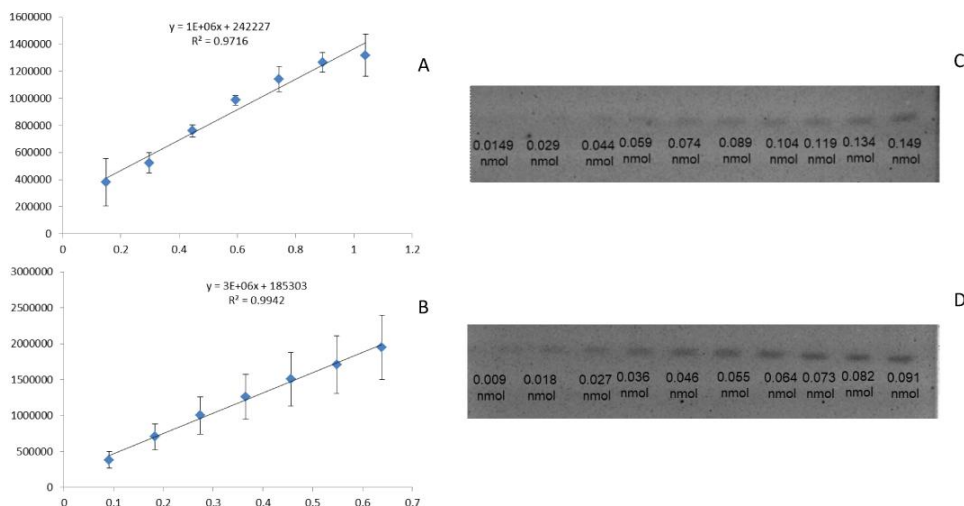 1600000
1400000
1200000
1000000
800000
600000
400000
200000
0
0 0.2 0.4 0.6 0.8 1 1.2
y = 1E+06x + 242227
R² = 0.9716
A
C
0.0149 0.029 0.044 0.059 0.074 0.089 0.104 0.119 0.134 0.149
nmol nmol nmol nmol nmol nmol nmol nmol nmol nmol
3000000
2500000
2000000
1500000
1000000
500000
0
0 0.1 0.2 0.3 0.4 0.5 0.6 0.7
y = 3E+06x + 185303
R² = 0.9942
B
D
0.009 0.018 0.027 0.036 0.046 0.055 0.064 0.073 0.082 0.091
nmol nmol nmol nmol nmol nmol nmol nmol nmol nmol